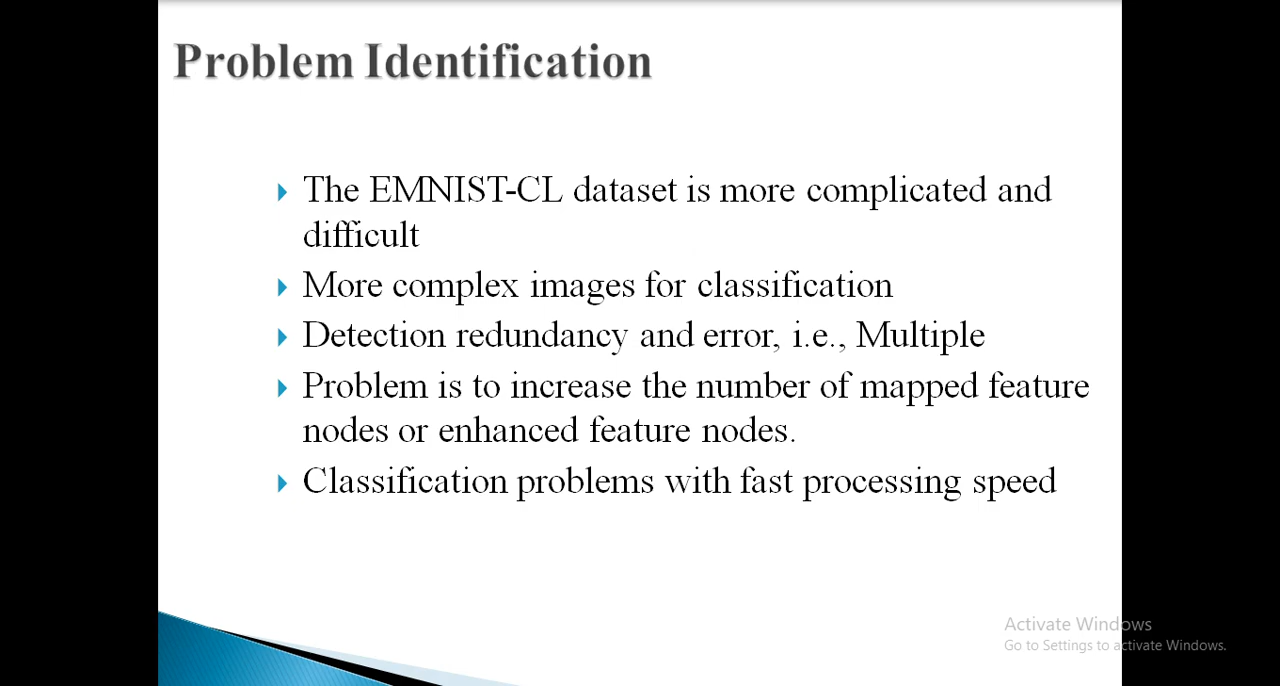 Problem Identification
The EMNIST-CL dataset is more complicated and
difficult
More complex images for classification
Detection redundancy and error, i.e., Multiple
Problem is to increase the number of mapped feature
nodes or enhanced feature nodes.
Classification problems with fast processing speed
Activate Windows
Go to Settings to activate Windows.